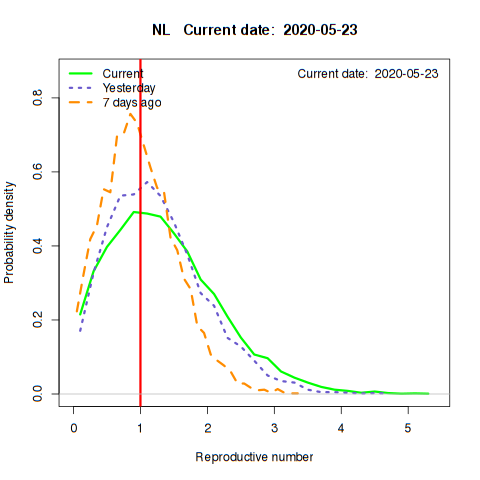 NL   Current date:  2020-05-23
Current date:  2020-05-23
Current
Yesterday
7 days ago
Probability density
0.8
0.6
0.4
0.2
0.0
0 1 2 3 4 5
Reproductive number